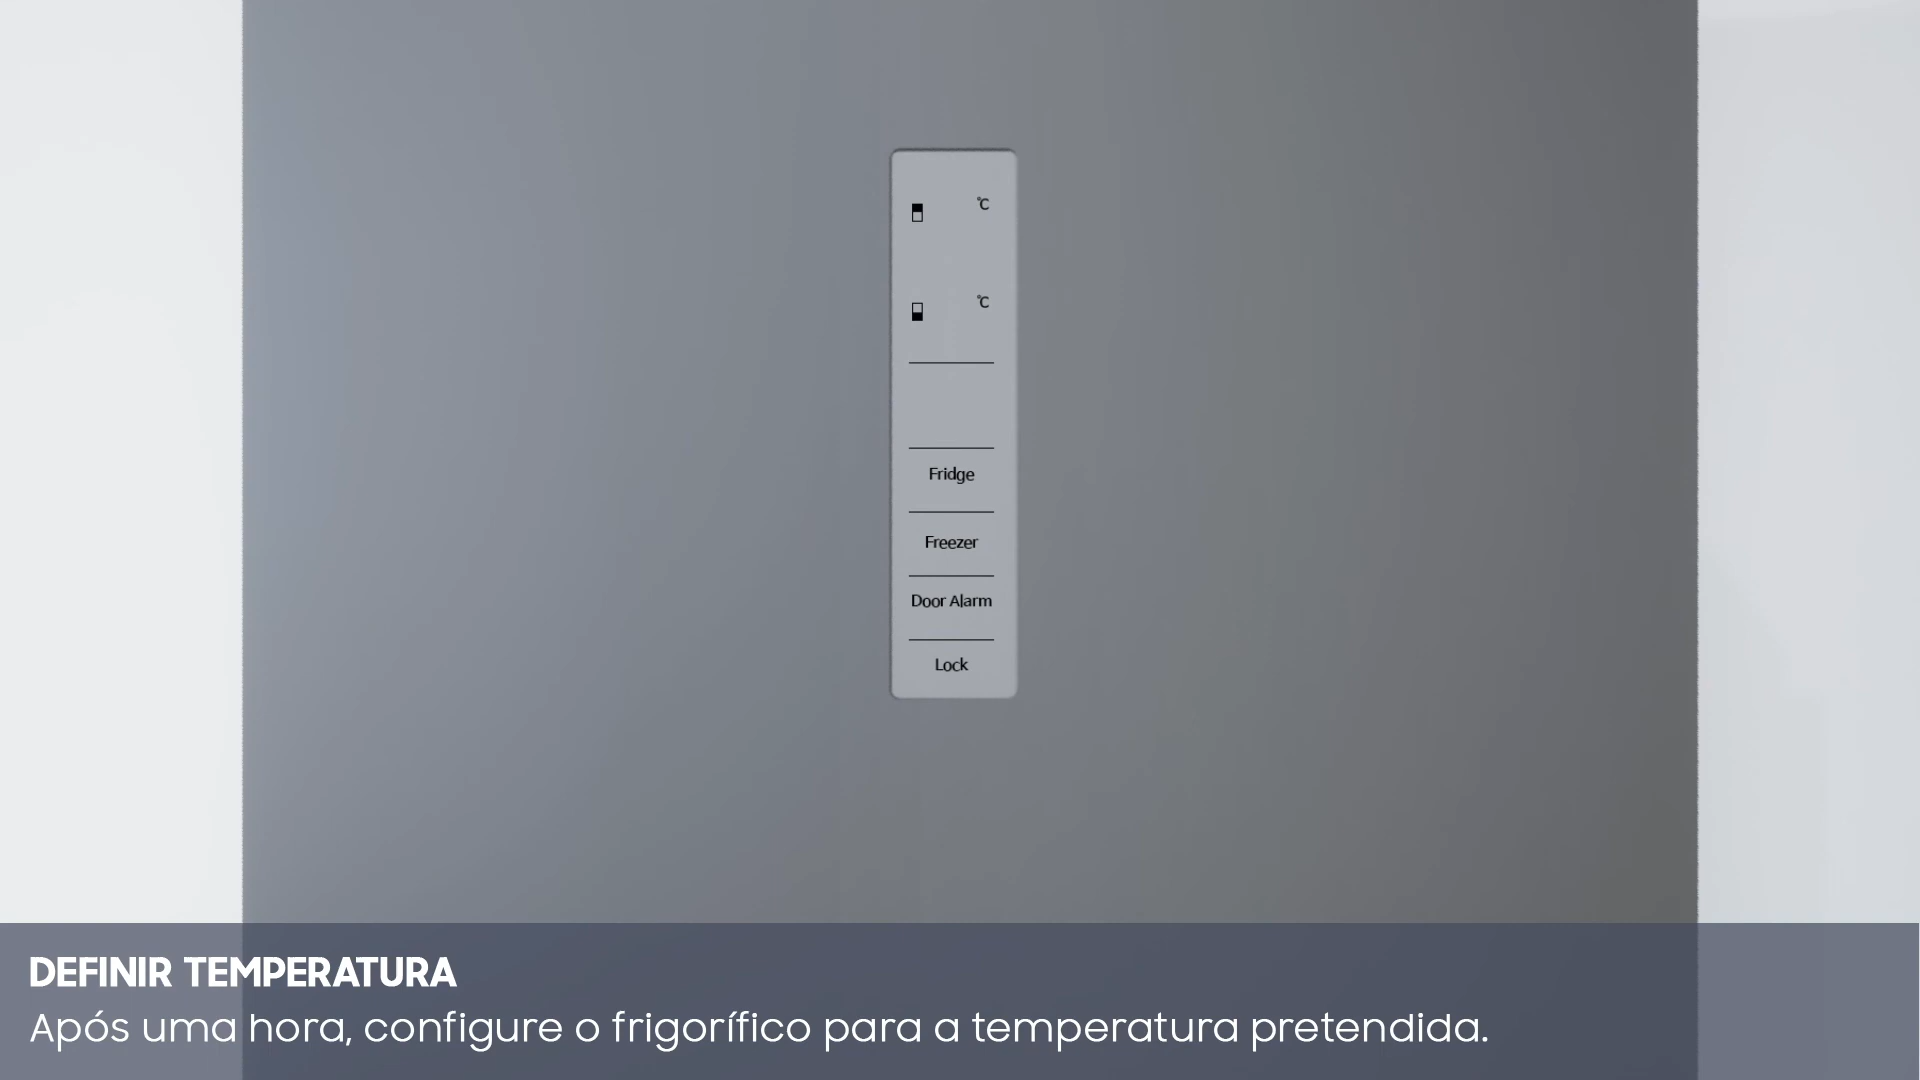 °C
°C
Fridge
Freezer
Door Alarm
Lock
DEFINIR TEMPERATURA
Após uma hora, configure o frigorífico para a temperatura pretendida.